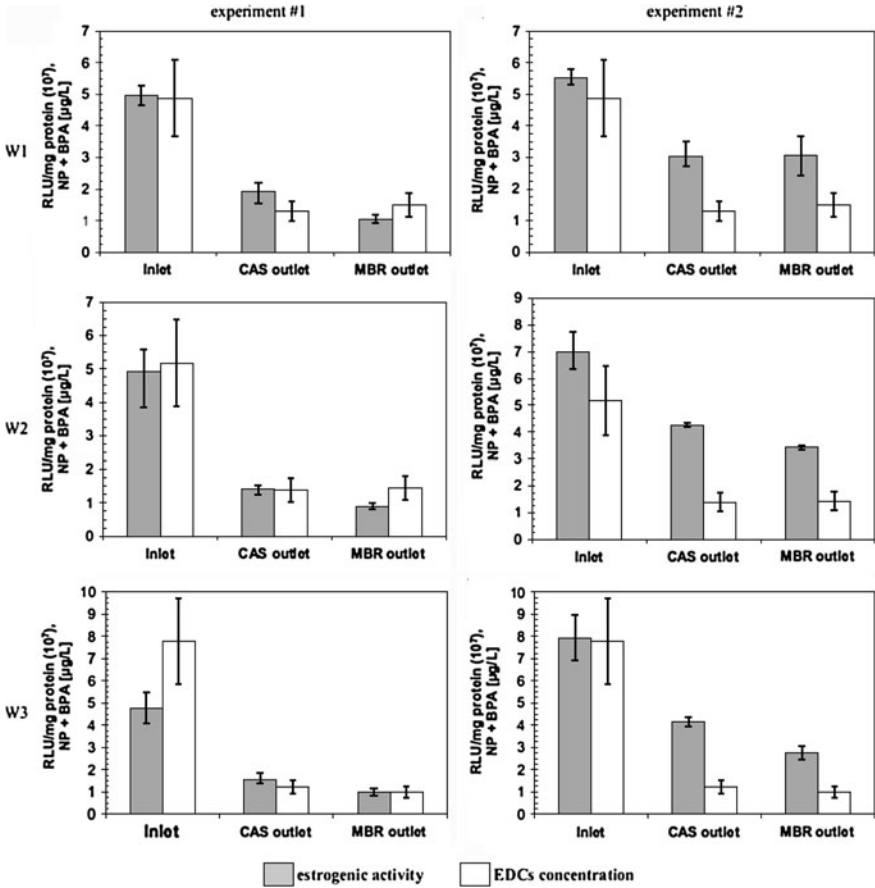 experiment #1
experiment #2
W1
RLU/mg protein (10⁷),
NP + BPA [µg/L]
7
6
5
4
3
2
1
0
Inlet
CAS outlet
MBR outlet
RLU/mg protein (10⁷),
NP + BPA [µg/L]
7
6
5
4
3
2
1
0
Inlet
CAS outlet
MBR outlet
W2
RLU/mg protein (10⁷),
NP + BPA [µg/L]
7
6
5
4
3
2
1
0
Inlet
CAS outlet
MBR outlet
RLU/mg protein (10⁷),
NP + BPA [µg/L]
9
8
7
6
5
4
3
2
1
0
Inlet
CAS outlet
MBR outlet
W3
RLU/mg protein (10⁷),
NP + BPA [µg/L]
10
9
8
7
6
5
4
3
2
1
0
Inlet
CAS outlet
MBR outlet
RLU/mg protein (10⁷),
NP + BPA [µg/L]
10
9
8
7
6
5
4
3
2
1
0
Inlet
CAS outlet
MBR outlet
estrogenic activity
EDCs concentration